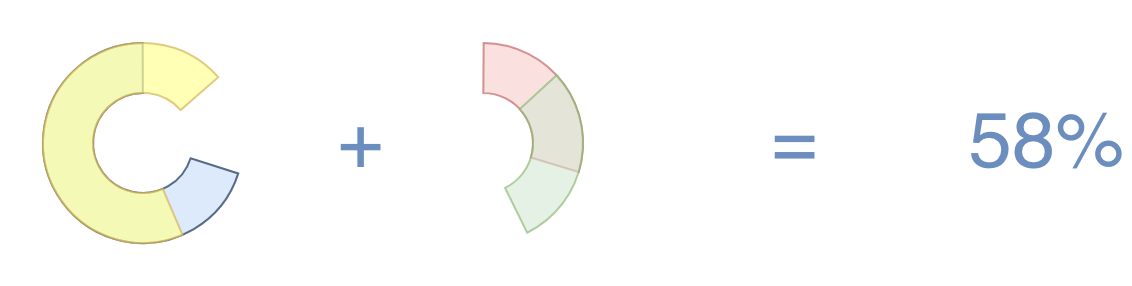 + = 58%